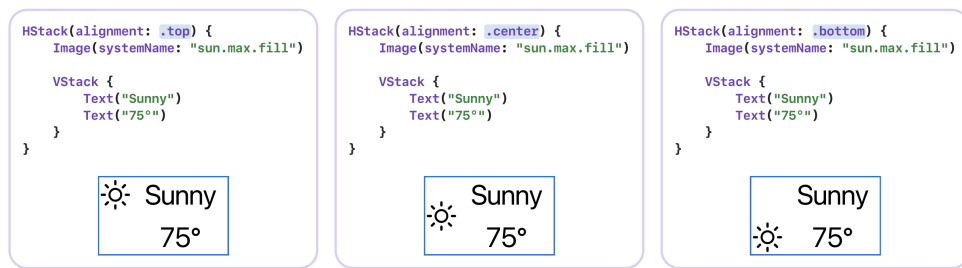 HStack(alignment: .top) {
    Image(systemName: "sun.max.fill")
    VStack {
        Text("Sunny")
        Text("75°")
    }
}
Sunny
75°
HStack(alignment: .center) {
    Image(systemName: "sun.max.fill")
    VStack {
        Text("Sunny")
        Text("75°")
    }
}
Sunny
75°
HStack(alignment: .bottom) {
    Image(systemName: "sun.max.fill")
    VStack {
        Text("Sunny")
        Text("75°")
    }
}
Sunny
75°